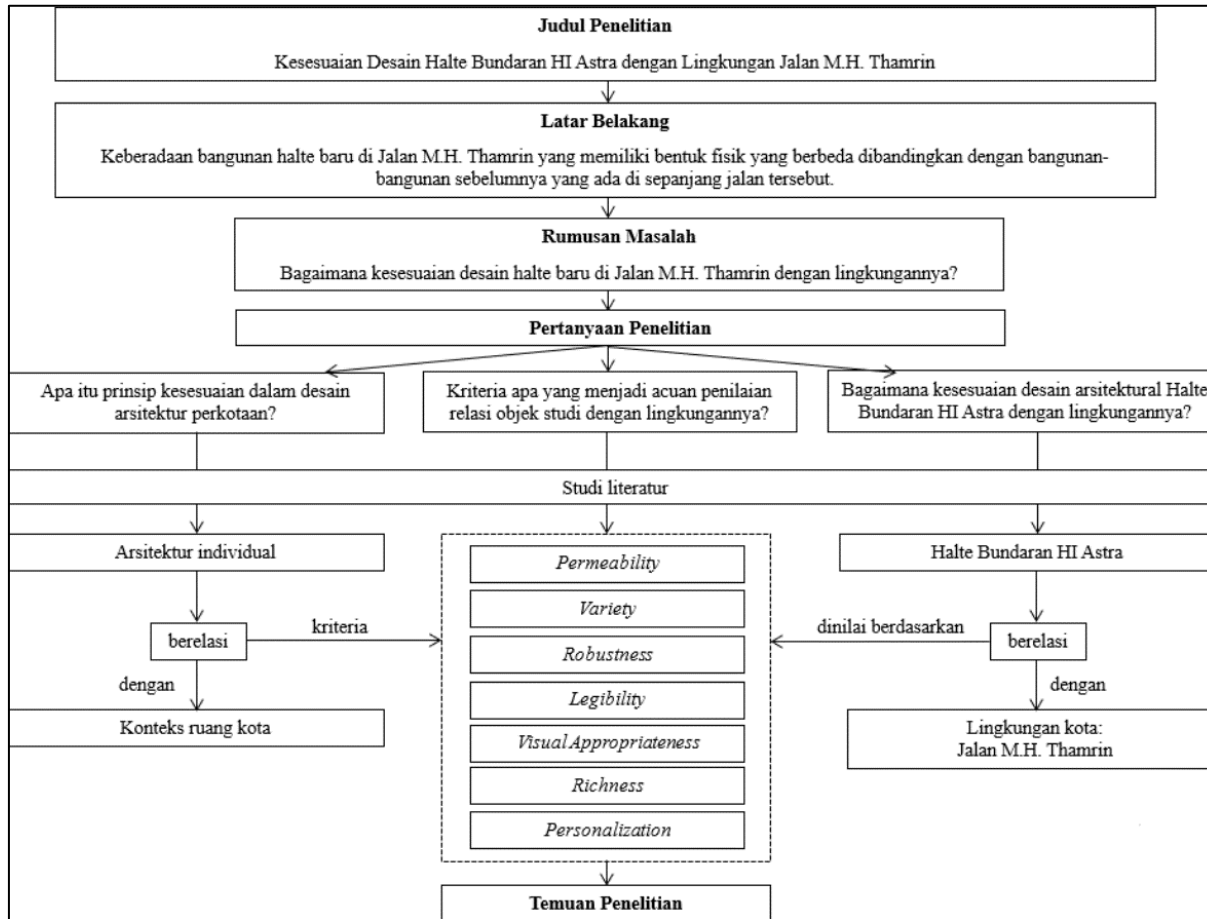 Judul Penelitian
Kesesuaian Desain Halte Bundaran HI Astra dengan Lingkungan Jalan M.H. Thamrin
Latar Belakang
Keberadaan bangunan halte baru di Jalan M.H. Thamrin yang memiliki bentuk fisik yang berbeda dibandingkan dengan bangunan-
bangunan sebelumnya yang ada di sepanjang jalan tersebut.
Rumusan Masalah
Bagaimana kesesuaian desain halte baru di Jalan M.H. Thamrin dengan lingkungannya?
Pertanyaan Penelitian
Apa itu prinsip kesesuaian dalam desain
arsitektur perkotaan?
Kriteria apa yang menjadi acuan penilaian
relasi objek studi dengan lingkungannya?
Bagaimana kesesuaian desain arsitektural Halte
Bundaran HI Astra dengan lingkungannya?
Studi literatur
Arsitektur individual
berelasi
kriteria
dengan
Konteks ruang kota
Permeability
Variety
Robustness
Legibility
Visual Appropriateness
Richness
Personalization
Halte Bundaran HI Astra
dinilai berdasarkan
berelasi
dengan
Lingkungan kota:
Jalan M.H. Thamrin
Temuan Penelitian